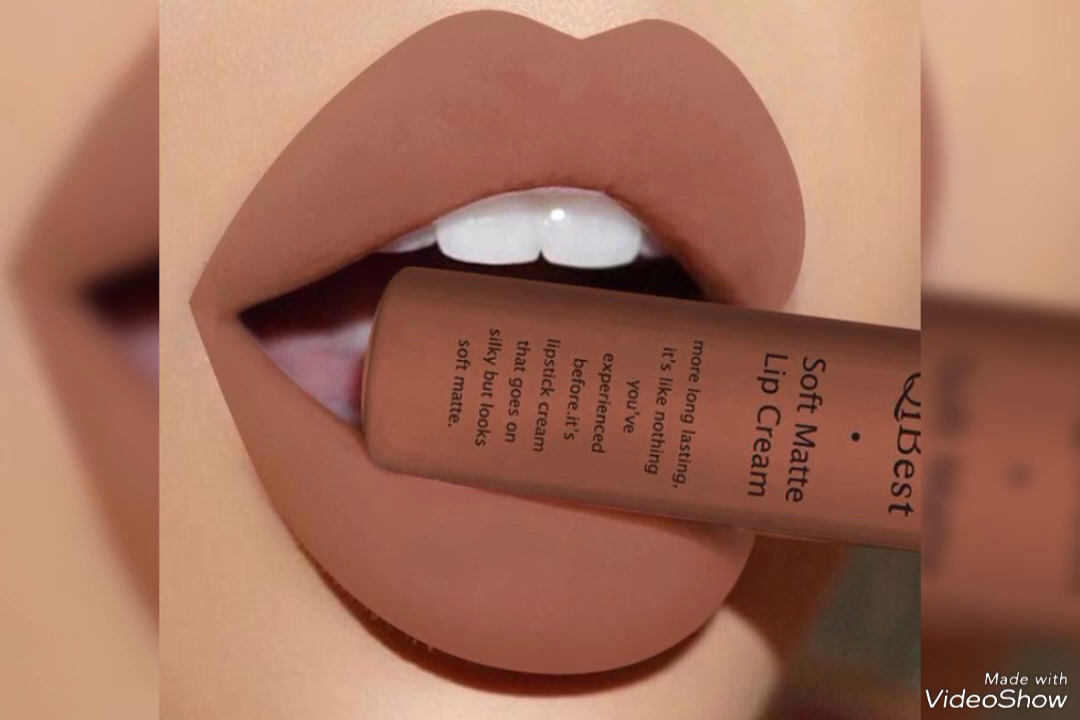 QIBest
•
Soft Matte
Lip Cream
more long lasting,
it's like nothing
you've
experienced
before.it's
lipstick cream
that goes on
silky but looks
soft matte.
Made with
VideoShow